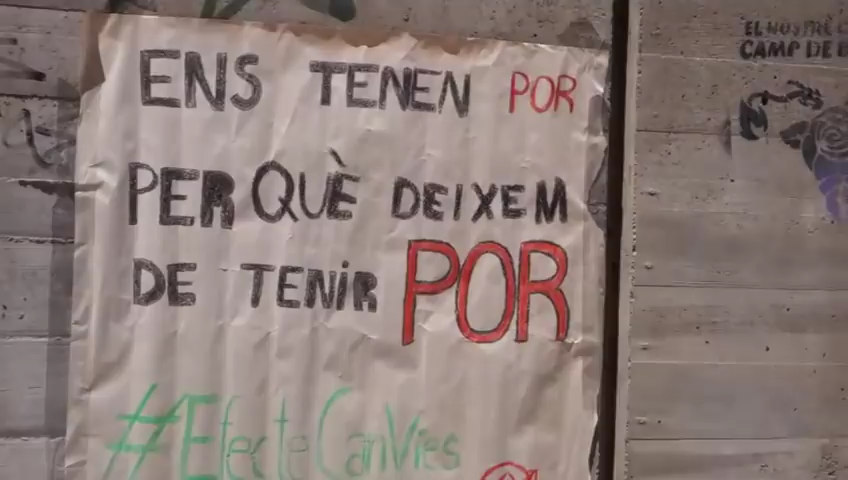 ENS TENEN POR
PERQUÈ DEIXEM
DE TENIR POR
#EfecteCanVies
EL NOSTRE
CAMP DE